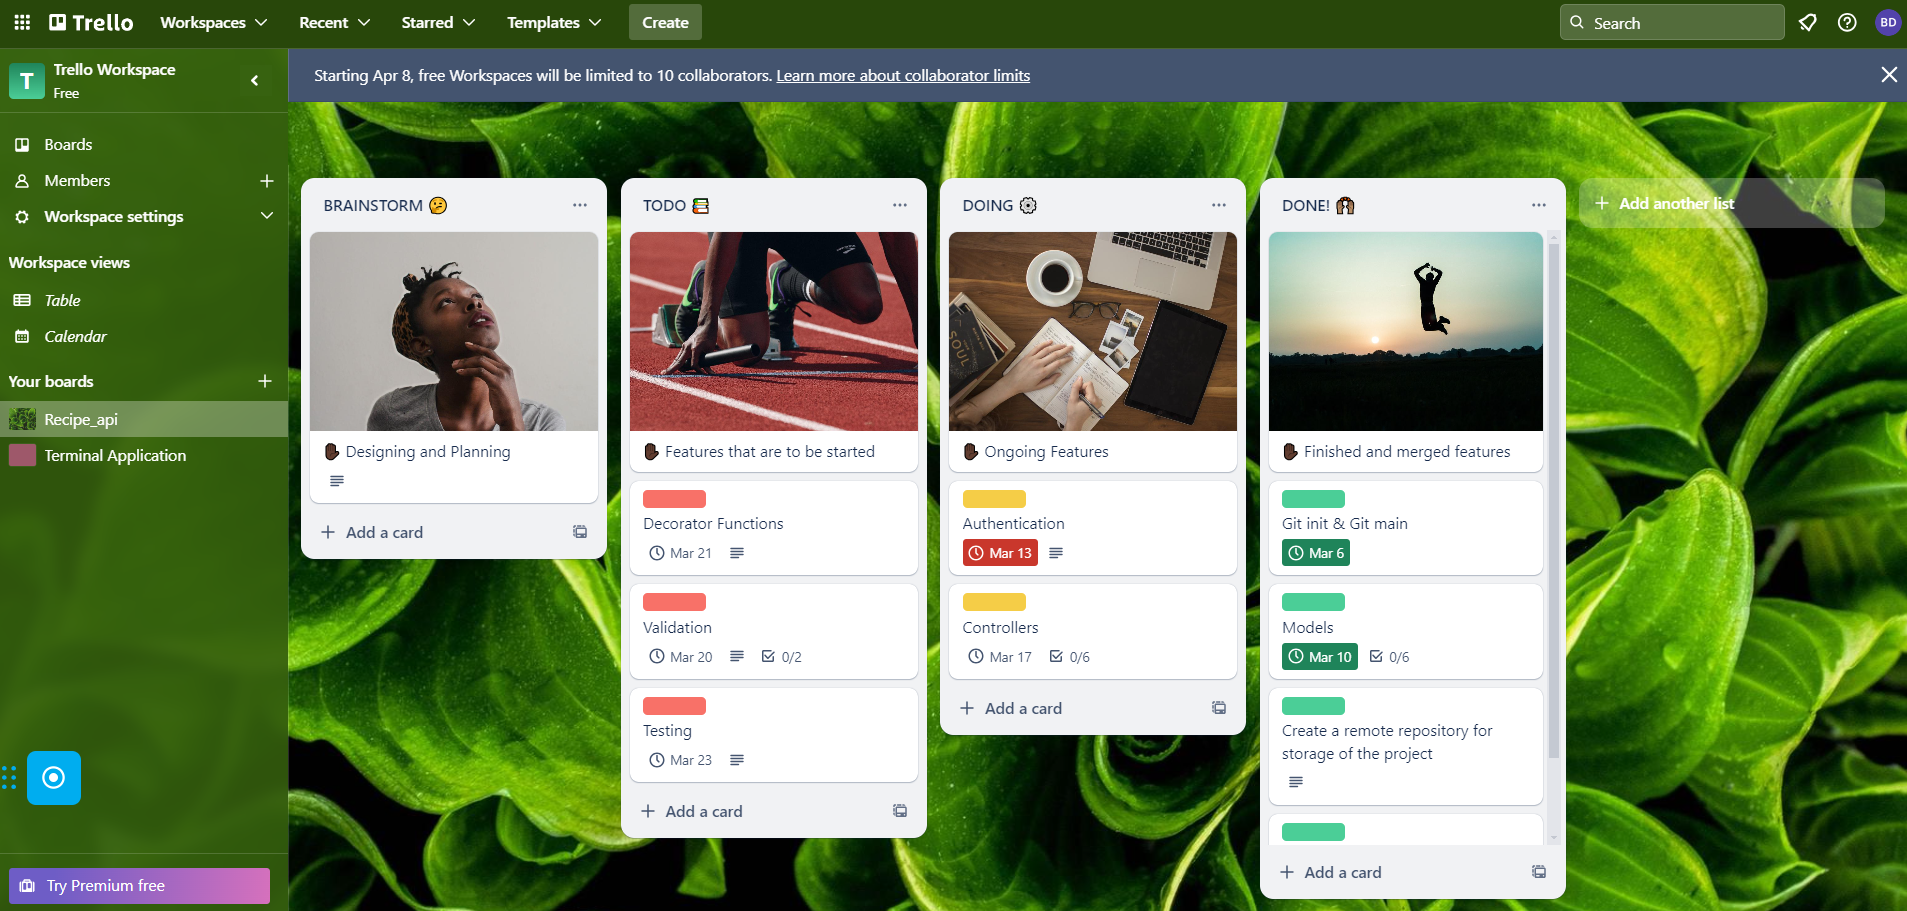 Trello
Workspaces
Recent
Starred
Templates
Create
Search
BD
T
Trello Workspace
Free
Starting Apr 8, free Workspaces will be limited to 10 collaborators. Learn more about collaborator limits
Boards
Members
Workspace settings
Workspace views
Table
Calendar
Your boards
Recipe_api
Terminal Application
Try Premium free
BRAINSTORM 🤔
✋🏿 Designing and Planning
Add a card
TODO 📚
✋🏿 Features that are to be started
Decorator Functions
Mar 21
Validation
Mar 20 0/2
Testing
Mar 23
Add a card
DOING ⚙️
SOUL
✋🏿 Ongoing Features
Authentication
Mar 13
Controllers
Mar 17 0/6
Add a card
DONE! 🙌🏾
✋🏿 Finished and merged features
Git init & Git main
Mar 6
Models
Mar 10 0/6
Create a remote repository for
storage of the project
Add a card
Add another list